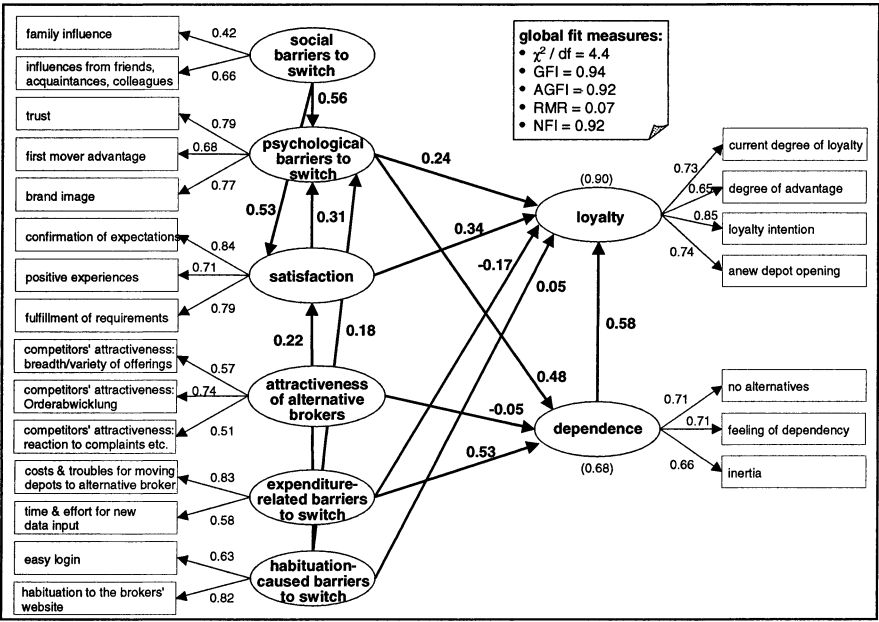 family influence
0.42
influences from friends,
acquaintances, colleagues
0.66
social
barriers to
switch
0.56
global fit measures:
• χ² / df = 4.4
• GFI = 0.94
• AGFI = 0.92
• RMR = 0.07
• NFI = 0.92
trust
0.79
first mover advantage
0.68
brand image
0.77
psychological
barriers to
switch
0.24
0.53
0.31
confirmation of expectations
0.84
positive experiences
0.71
fulfillment of requirements
0.79
satisfaction
0.34
(0.90)
loyalty
0.73
current degree of loyalty
0.65
degree of advantage
0.85
loyalty intention
0.74
anew depot opening
-0.17
0.05
0.22
0.18
0.58
competitors' attractiveness:
breadth/variety of offerings
0.57
competitors' attractiveness:
Orderabwicklung
0.74
competitors' attractiveness:
reaction to complaints etc.
0.51
attractiveness
of alternative
brokers
0.48
-0.05
0.53
dependence
(0.68)
0.71
no alternatives
0.71
feeling of dependency
0.66
inertia
costs & troubles for moving
depots to alternative broker
0.83
time & effort for new
data input
0.58
expenditure-
related barriers
to switch
easy login
0.63
habituation to the brokers'
website
0.82
habituation-
caused barriers
to switch